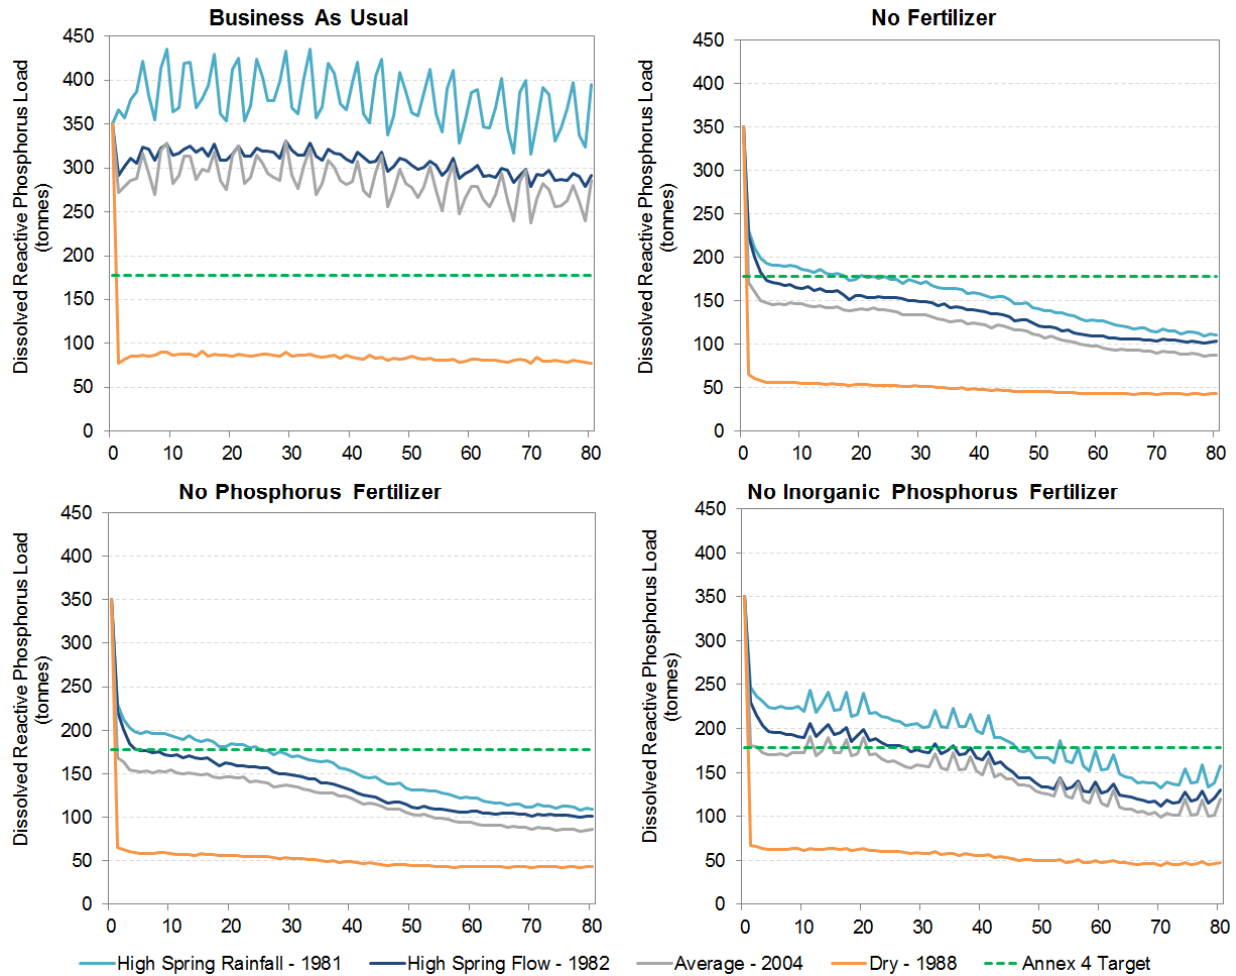 Business As Usual
Dissolved Reactive Phosphorus Load
(tonnes)
450
400
350
300
250
200
150
100
50
0
0 10 20 30 40 50 60 70 80
No Fertilizer
Dissolved Reactive Phosphorus Load
(tonnes)
450
400
350
300
250
200
150
100
50
0
0 10 20 30 40 50 60 70 80
No Phosphorus Fertilizer
Dissolved Reactive Phosphorus Load
(tonnes)
450
400
350
300
250
200
150
100
50
0
0 10 20 30 40 50 60 70 80
No Inorganic Phosphorus Fertilizer
Dissolved Reactive Phosphorus Load
(tonnes)
450
400
350
300
250
200
150
100
50
0
0 10 20 30 40 50 60 70 80
High Spring Rainfall - 1981 High Spring Flow - 1982 Average - 2004 Dry - 1988 Annex 4 Target